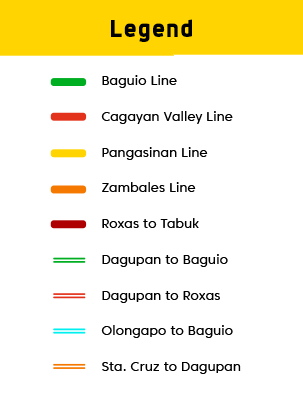 Legend
Baguio Line
Cagayan Valley Line
Pangasinan Line
Zambales Line
Roxas to Tabuk
Dagupan to Baguio
Dagupan to Roxas
Olongapo to Baguio
Sta. Cruz to Dagupan